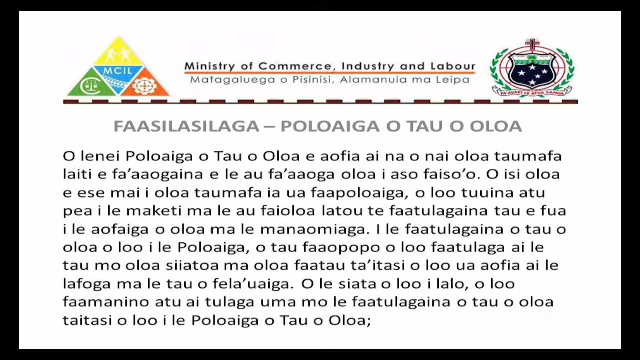 MCIL
Ministry of Commerce, Industry and Labour
Matagaluega o Pisinisi, Alamanuia ma Leipa
FAASILASILAGA – POLOAIGA O TAU O OLOA
O lenei Poloaiga o Tau o Oloa e aofia ai na o nai oloa taumafa
laiti e fa’aaogaina e le au fa’aaoga oloa i aso faiso’o. O isi oloa
e ese mai i oloa taumafa ia ua faapoloaiga, o loo tuuina atu
pea i le maketi ma le au faioloa latou te faatulagaina tau e fua
i le aofaiga o oloa ma le manaomiaga. I le faatulagaina o tau o
oloa o loo i le Poloaiga, o tau faaopopo o loo faatulaga ai le
tau mo oloa siiatoa ma oloa faatau ta’itasi o loo ua aofia ai le
lafoga ma le tau o fela’uaiga. O le siata o loo i lalo, o loo
faamanino atu ai tulaga uma mo le faatulagaina o tau o oloa
taitasi o loo i le Poloaiga o Tau o Oloa;